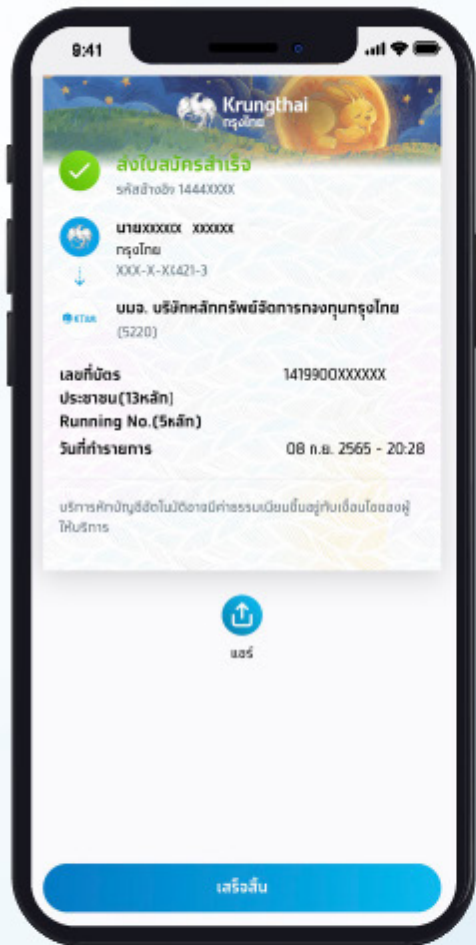 9:41
Krungthai
กรุงไทย
ส่งใบสมัครสำเร็จ
รหัสอ้างอิง 1444XXXX
นายxxxxxx xxxxxx
กรุงไทย
XXX-X-XX421-3
KTAM
บมจ. บริษัทหลักทรัพย์จัดการกองทุนกรุงไทย
(5220)
เลขที่บัตร 1419900XXXXXX
ประชาชน(13หลัก)
Running No.(5หลัก)
วันที่ทำรายการ 08 ก.ย. 2565 - 20:28
บริการหักบัญชีอัตโนมัติอาจมีค่าธรรมเนียมขึ้นอยู่กับเงื่อนไขของผู้
ให้บริการ
แชร์
เสร็จสิ้น